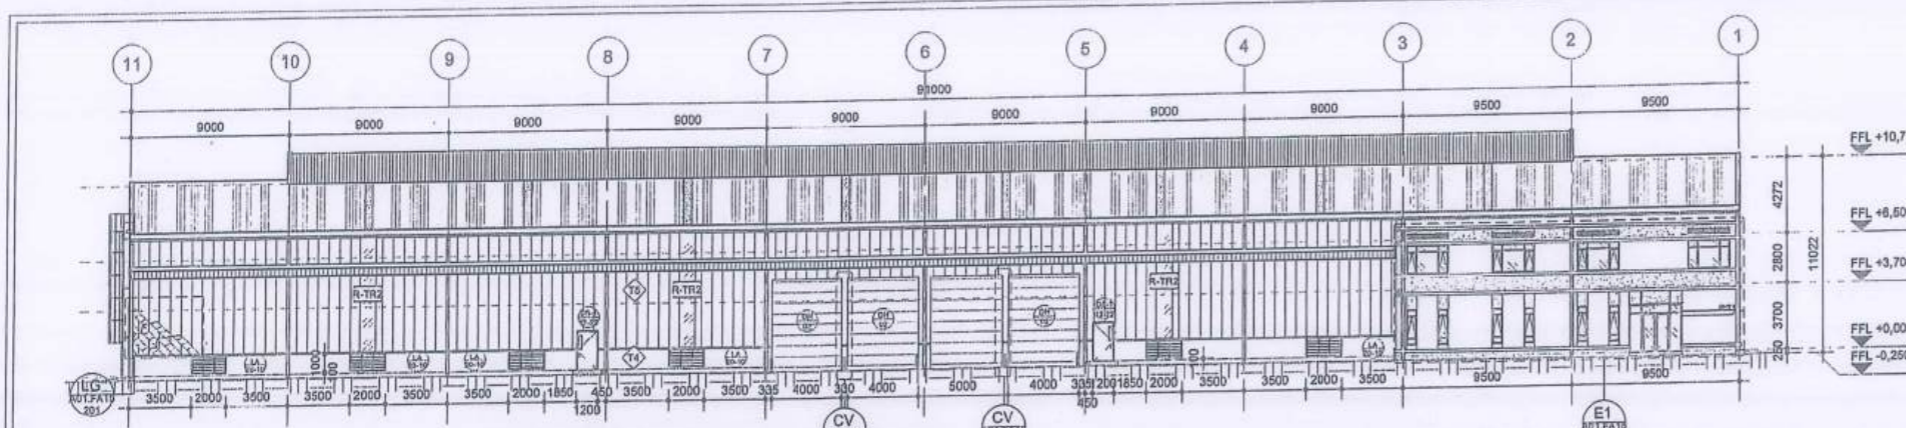 11 10 9 8 7 6 5 4 3 2 1
91000
9000 9000 9000 9000 9000 9000 9000 9000 9500 9500
FFL +10,7
4272
FFL +6,50
2800
11022
FFL +3,70
R-TR2 T5 R-TR2 R-TR2
3700
FFL +0,00
1000 T4
250
FFL -0,250
ILG
201
3500 2000 3500 3500 2000 3500 3500 2000 1850 450 3500 2000 3500 335 4000 330 4000 5000 4000 335 1850 2000 3500 3500 2000 3500 9500 9500
1200 450
CV CV E1